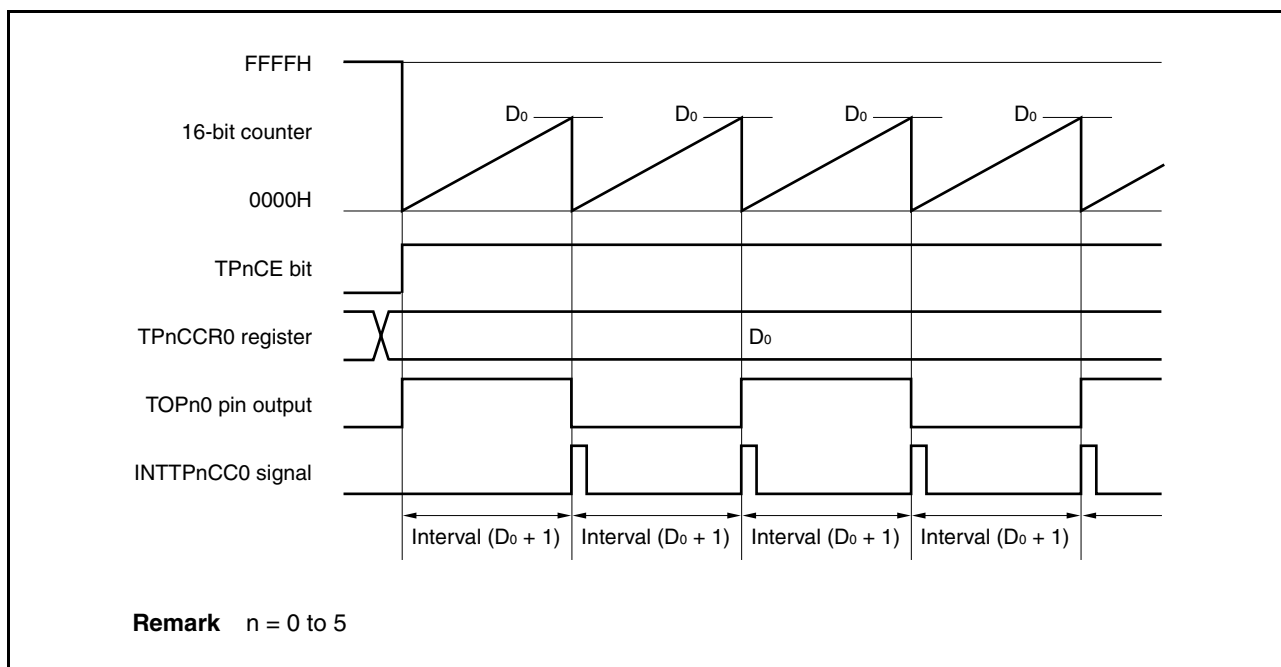 FFFFH
D₀ D₀ D₀ D₀
16-bit counter
0000H
TPnCE bit
TPnCCR0 register D₀
TOPn0 pin output
INTTPnCC0 signal
Interval (D₀ + 1) Interval (D₀ + 1) Interval (D₀ + 1) Interval (D₀ + 1)
Remark n = 0 to 5